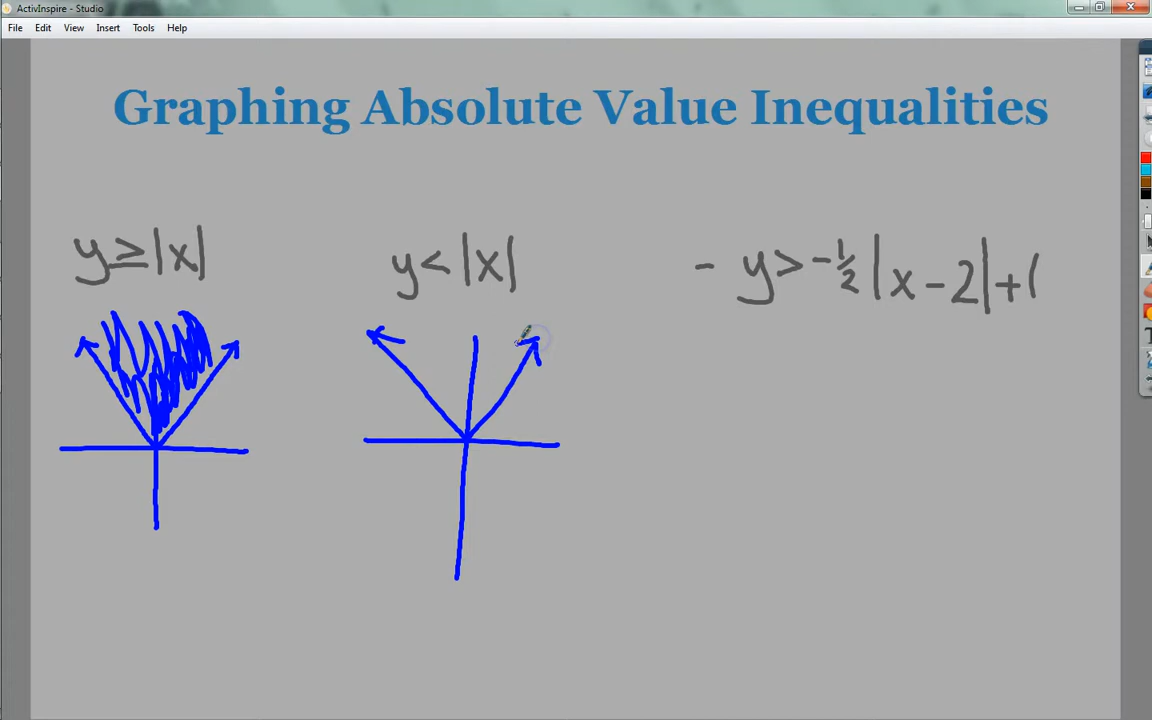 ActivInspire - Studio
File Edit View Insert Tools Help
Graphing Absolute Value Inequalities
y≥|x|
y<|x|
- y>-½|x-2|+1